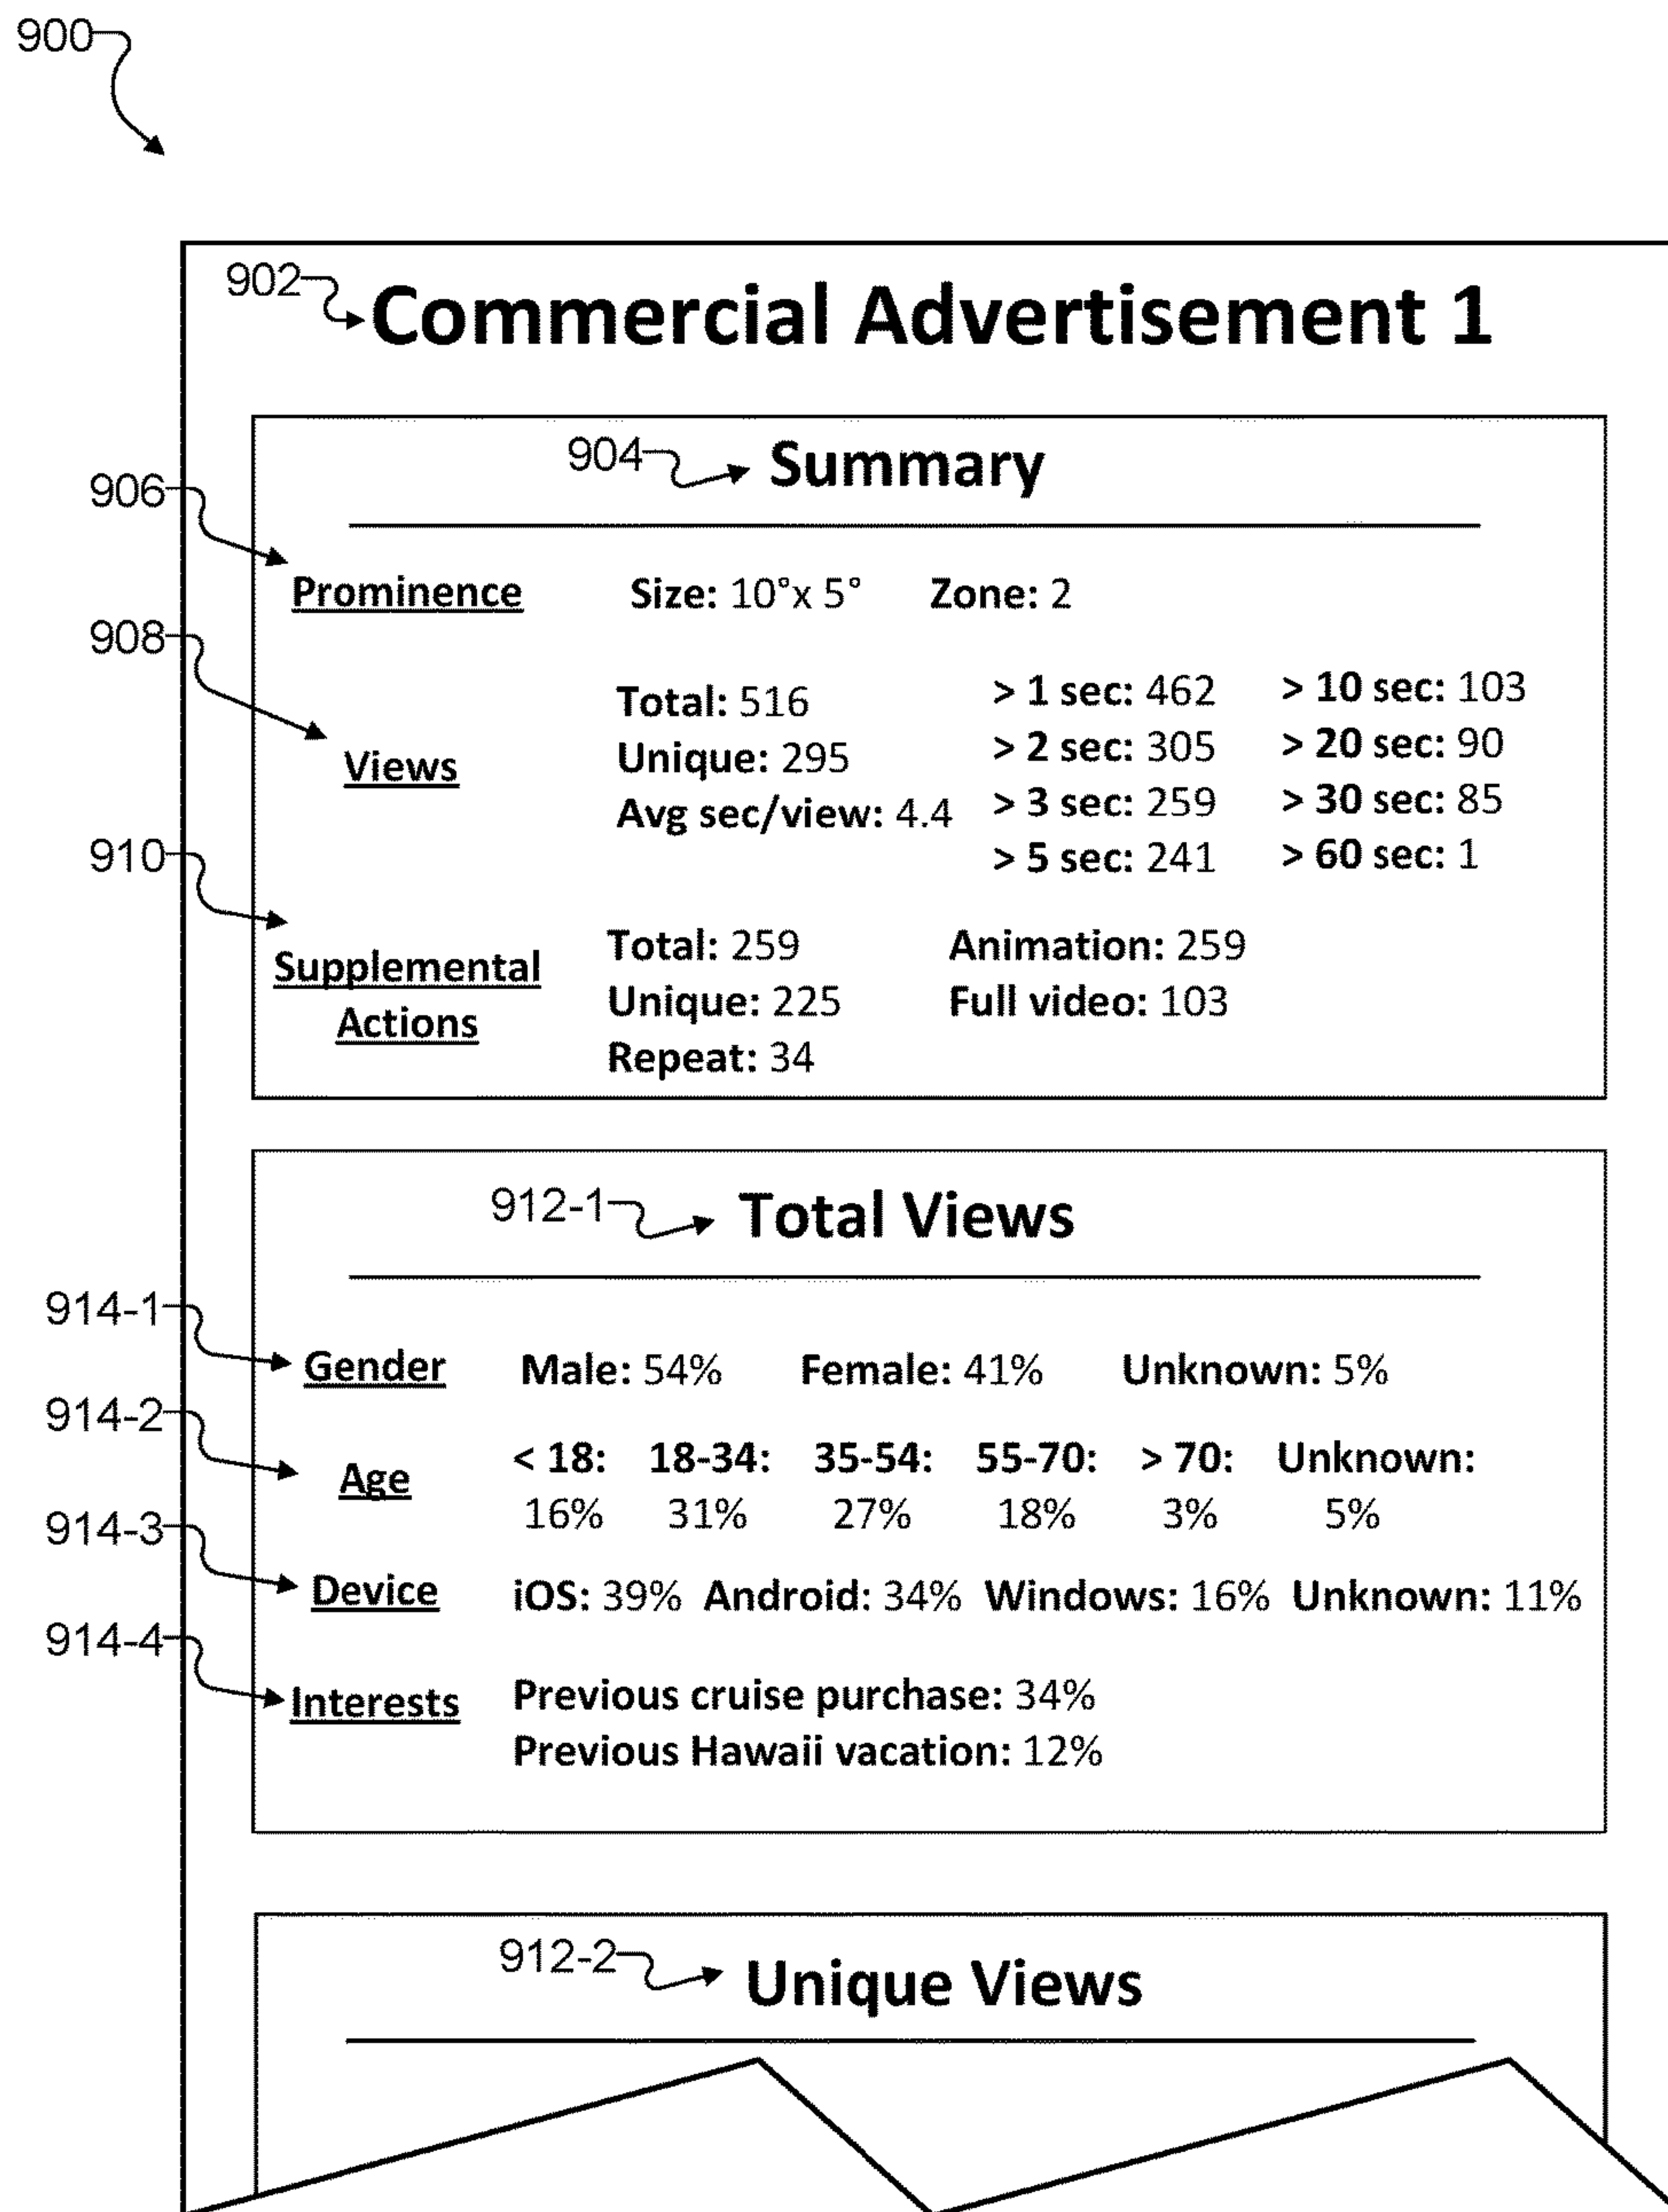 900
902 Commercial Advertisement 1
904 Summary
906
Prominence Size: 10°x 5° Zone: 2
908
Views
Total: 516
Unique: 295
Avg sec/view: 4.4
> 1 sec: 462
> 2 sec: 305
> 3 sec: 259
> 5 sec: 241
> 10 sec: 103
> 20 sec: 90
> 30 sec: 85
> 60 sec: 1
910
Supplemental
Actions
Total: 259
Unique: 225
Repeat: 34
Animation: 259
Full video: 103
912-1 Total Views
914-1
Gender Male: 54% Female: 41% Unknown: 5%
914-2
Age
< 18: 18-34: 35-54: 55-70: > 70: Unknown:
16% 31% 27% 18% 3% 5%
914-3
Device iOS: 39% Android: 34% Windows: 16% Unknown: 11%
914-4
Interests
Previous cruise purchase: 34%
Previous Hawaii vacation: 12%
912-2 Unique Views